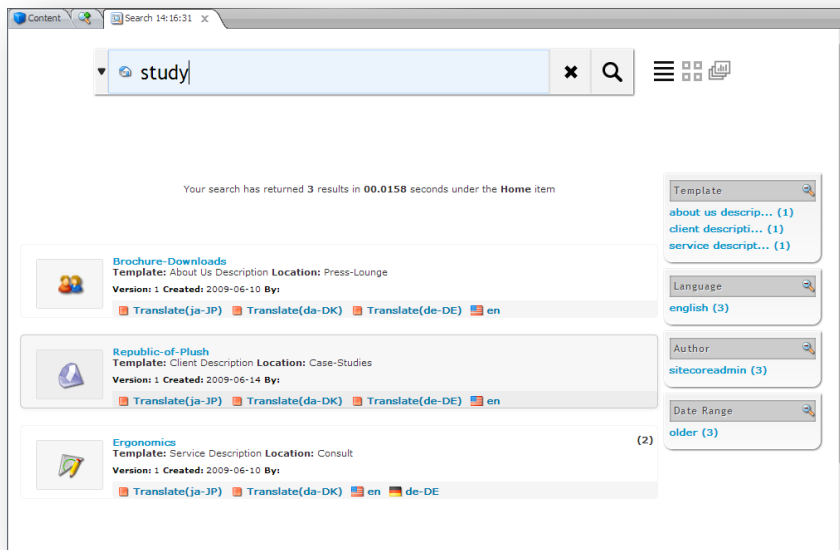 Content
Search 14:16:31
study
Your search has returned 3 results in 00.0158 seconds under the Home item
Brochure-Downloads
Template: About Us Description Location: Press-Lounge
Version: 1 Created: 2009-06-10 By:
Translate(ja-JP) Translate(da-DK) Translate(de-DE) en
Republic-of-Plush
Template: Client Description Location: Case-Studies
Version: 1 Created: 2009-06-14 By:
Translate(ja-JP) Translate(da-DK) Translate(de-DE) en
Ergonomics (2)
Template: Service Description Location: Consult
Version: 1 Created: 2009-06-10 By:
Translate(ja-JP) Translate(da-DK) en de-DE
Template
about us descrip... (1)
client descripti... (1)
service descript... (1)
Language
english (3)
Author
sitecoreadmin (3)
Date Range
older (3)